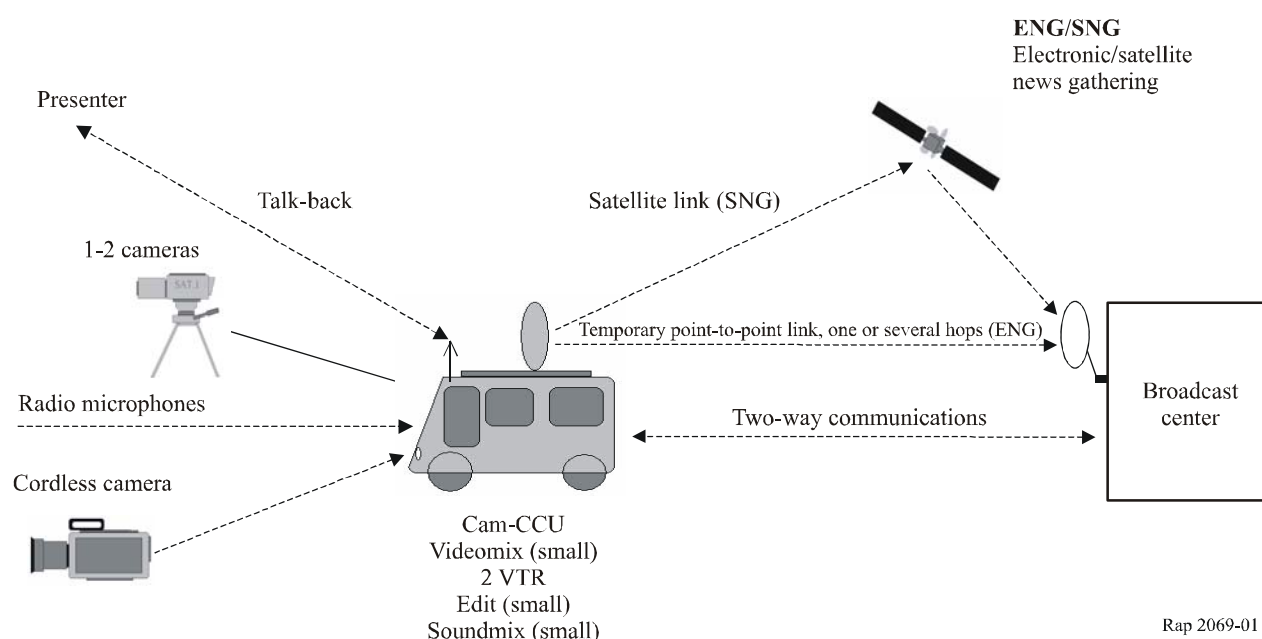 ENG/SNG
Electronic/satellite
news gathering
Presenter
Talk-back
Satellite link (SNG)
1-2 cameras
SAT.1
Temporary point-to-point link, one or several hops (ENG)
Radio microphones
Two-way communications
Broadcast
center
Cordless camera
Cam-CCU
Videomix (small)
2 VTR
Edit (small)
Soundmix (small)
Rap 2069-01